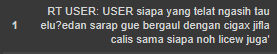 1
RT USER: USER siapa yang telat ngasih tau
elu?edan sarap gue bergaul dengan cigax jifla
calis sama siapa noh licew juga'